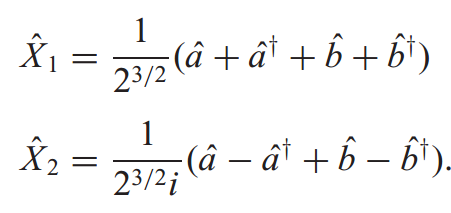 X̂₁ = 1/2^{3/2} (â + â† + b̂ + b̂†)
X̂₂ = 1/2^{3/2}i (â − â† + b̂ − b̂†).